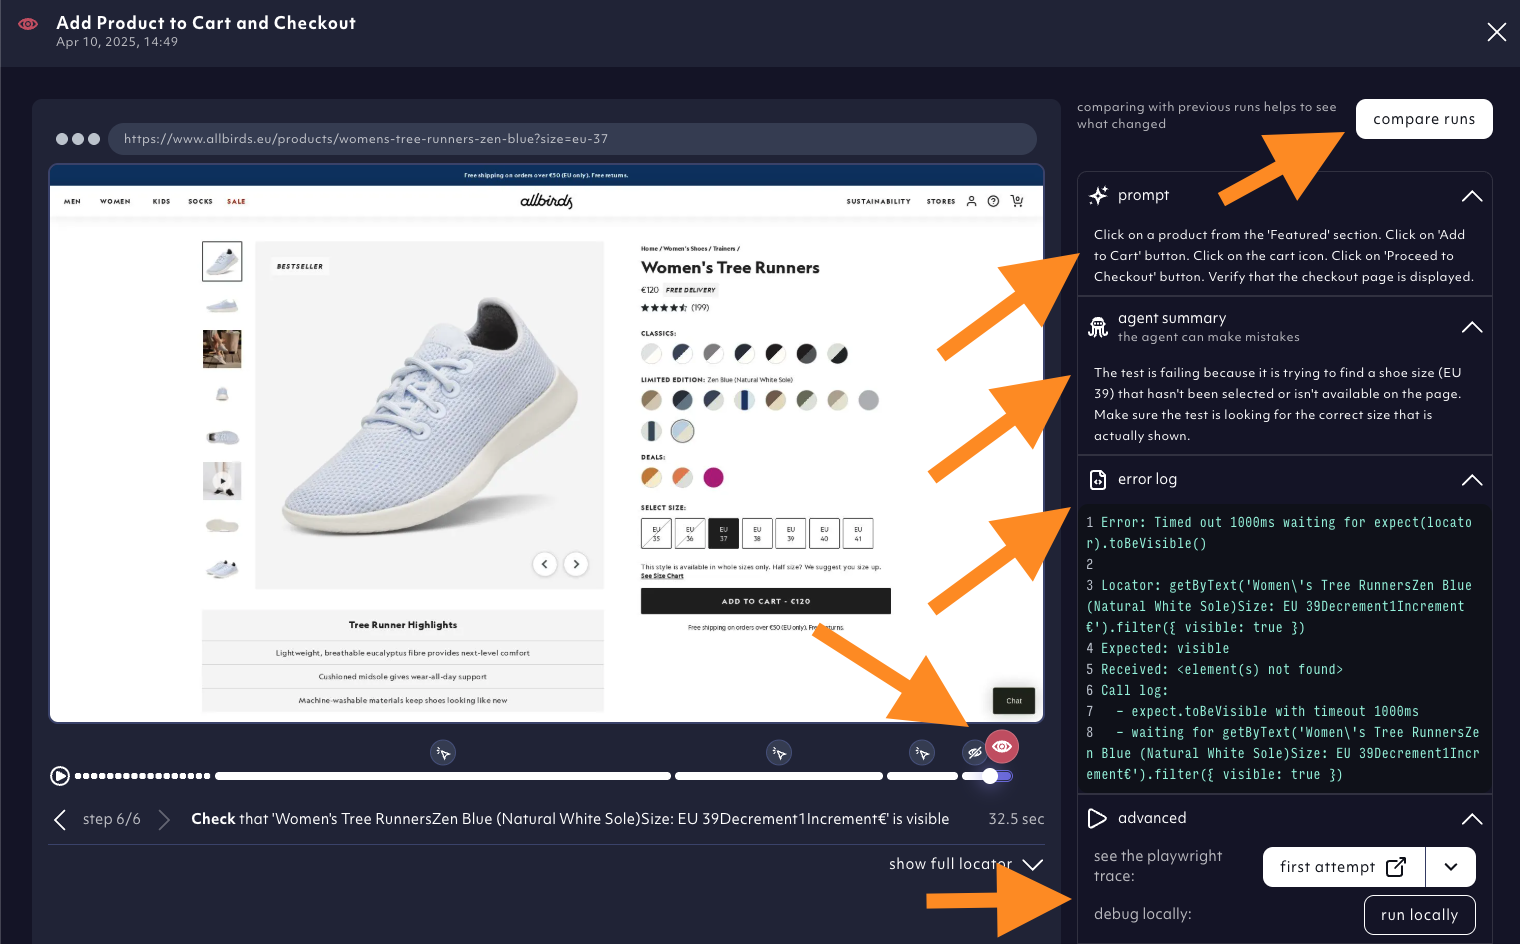 Add Product to Cart and Checkout
Apr 10, 2025, 14:49
https://www.allbirds.eu/products/womens-tree-runners-zen-blue?size=eu-37
Free shipping on orders over €50 (EU only). Free returns.
MEN WOMEN KIDS SOCKS SALE
allbirds
SUSTAINABILITY STORES
BESTSELLER
Home / Women's Shoes / Trainers /
Women's Tree Runners
€120 FREE DELIVERY
(199)
CLASSICS:
LIMITED EDITION: Zen Blue (Natural White Sole)
DEALS:
SELECT SIZE:
EU 35
EU 36
EU 37
EU 38
EU 39
EU 40
EU 41
This style is available in whole sizes only. Half size? We suggest you size up.
See Size Chart
ADD TO CART - €120
Free shipping on orders over €50 (EU only). Free returns.
Tree Runner Highlights
Lightweight, breathable eucalyptus fibre provides next-level comfort
Cushioned midsole gives wear-all-day support
Machine-washable materials keep shoes looking like new
Chat
step 6/6
Check that 'Women's Tree RunnersZen Blue (Natural White Sole)Size: EU 39Decrement1Increment€' is visible
32.5 sec
show full locator
comparing with previous runs helps to see
what changed
compare runs
prompt
Click on a product from the 'Featured' section. Click on 'Add
to Cart' button. Click on the cart icon. Click on 'Proceed to
Checkout' button. Verify that the checkout page is displayed.
agent summary
the agent can make mistakes
The test is failing because it is trying to find a shoe size (EU
39) that hasn't been selected or isn't available on the page.
Make sure the test is looking for the correct size that is
actually shown.
error log
1 Error: Timed out 1000ms waiting for expect(locato
r).toBeVisible()
2
3 Locator: getByText('Women\'s Tree RunnersZen Blue
(Natural White Sole)Size: EU 39Decrement1Increment
€').filter({ visible: true })
4 Expected: visible
5 Received: <element(s) not found>
6 Call log:
7 - expect.toBeVisible with timeout 1000ms
8 - waiting for getByText('Women\'s Tree RunnersZe
n Blue (Natural White Sole)Size: EU 39Decrement1Incr
ement€').filter({ visible: true })
advanced
see the playwright
trace:
first attempt
debug locally:
run locally